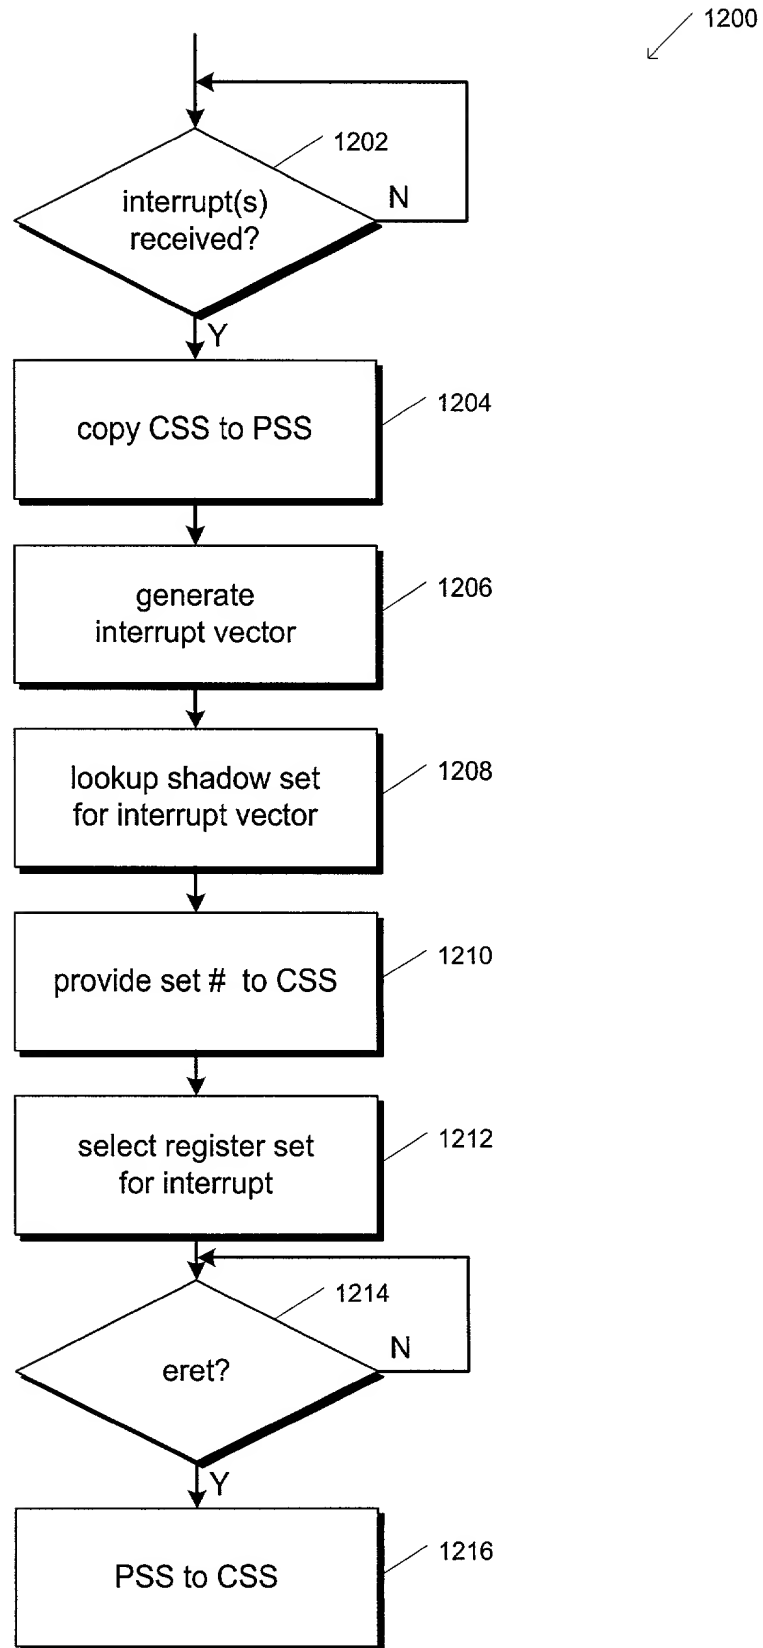 1200
1202
interrupt(s)
received?
N
Y
copy CSS to PSS
1204
generate
interrupt vector
1206
lookup shadow set
for interrupt vector
1208
provide set # to CSS
1210
select register set
for interrupt
1212
1214
eret?
N
Y
PSS to CSS
1216